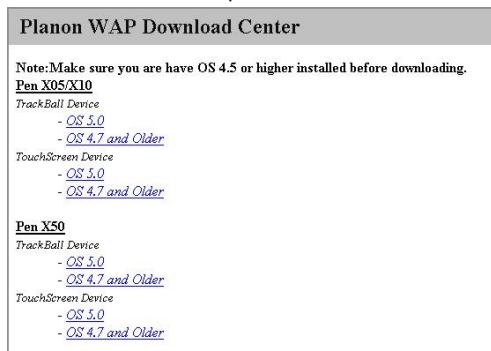 Planon WAP Download Center
Note:Make sure you are have OS 4.5 or higher installed before downloading.
Pen X05/X10
TrackBall Device
- OS 5.0
- OS 4.7 and Older
TouchScreen Device
- OS 5.0
- OS 4.7 and Older
Pen X50
TrackBall Device
- OS 5.0
- OS 4.7 and Older
TouchScreen Device
- OS 5.0
- OS 4.7 and Older